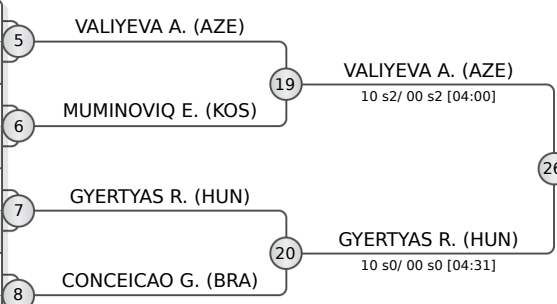 VALIYEVA A. (AZE)
5
19
VALIYEVA A. (AZE)
10 s2/ 00 s2 [04:00]
MUMINOVIQ E. (KOS)
6
26
GYERTYAS R. (HUN)
7
20
GYERTYAS R. (HUN)
10 s0/ 00 s0 [04:31]
CONCEICAO G. (BRA)
8